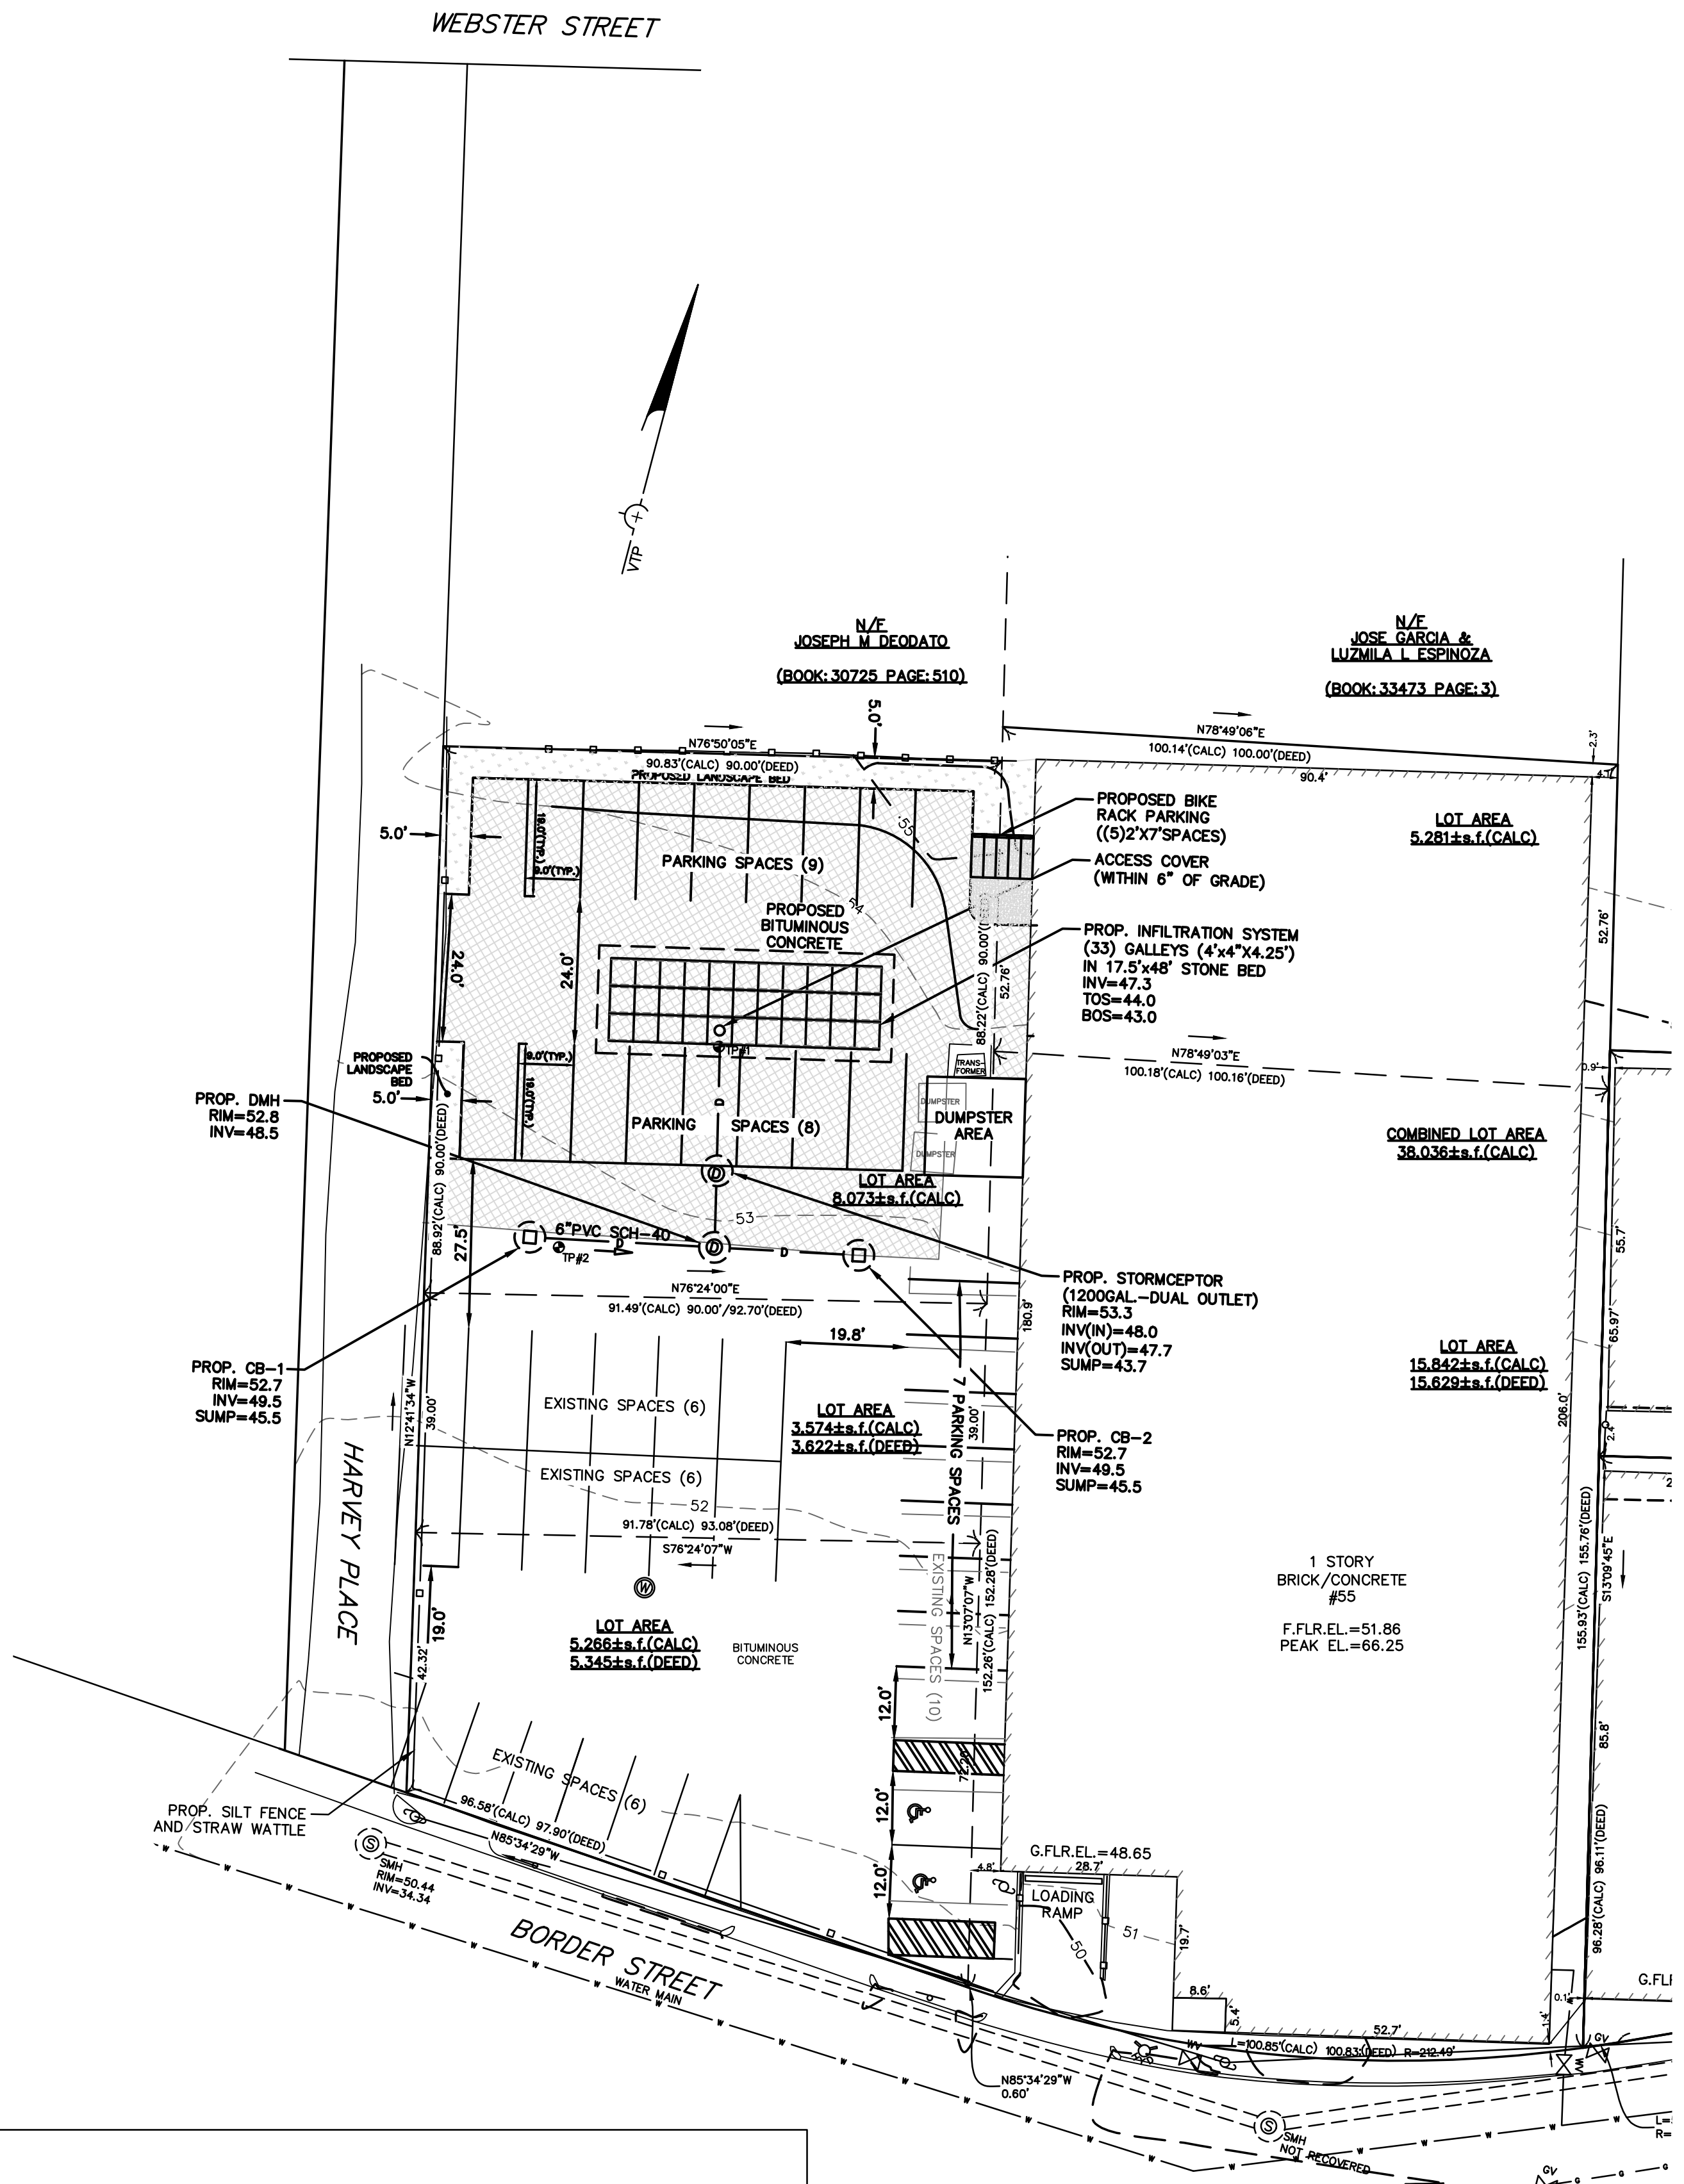 WEBSTER STREET
VTP
N/F
JOSEPH M DEODATO
(BOOK: 30725 PAGE: 510)
N/F
JOSE GARCIA &
LUZMILA L ESPINOZA
(BOOK: 33473 PAGE: 3)
5.0'
N76°50'05"E
90.83'(CALC) 90.00'(DEED)
PROPOSED LANDSCAPE BED
N78°49'06"E
100.14'(CALC) 100.00'(DEED)
2.3'
90.4'
5.0'
19.0'(TYP.)
9.0'(TYP.)
PARKING SPACES (9)
55
54
PROPOSED BIKE
RACK PARKING
((5)2'X7'SPACES)
ACCESS COVER
(WITHIN 6" OF GRADE)
LOT AREA
5.281±s.f.(CALC)
PROPOSED
BITUMINOUS
CONCRETE
24.0'
24.0'
PROP. INFILTRATION SYSTEM
(33) GALLEYS (4'x4"X4.25')
IN 17.5'x48' STONE BED
INV=47.3
TOS=44.0
BOS=43.0
88.22'(CALC) 90.00'(DEED)
52.76'
52.76'
N78°49'03"E
100.18'(CALC) 100.16'(DEED)
0.9'
TP#1
TRANS-
FORMER
PROPOSED
LANDSCAPE
BED
9.0'(TYP.)
19.0'(TYP.)
5.0'
PROP. DMH
RIM=52.8
INV=48.5
D
DUMPSTER
DUMPSTER
AREA
DUMPSTER
PARKING SPACES (8)
COMBINED LOT AREA
38.036±s.f.(CALC)
D
LOT AREA
8.073±s.f.(CALC)
88.92'(CALC) 90.00'(DEED)
27.5'
53
6"PVC SCH-40
D
D
D
TP#2
55.7'
65.97'
N76°24'00"E
91.49'(CALC) 90.00'/92.70'(DEED)
PROP. STORMCEPTOR
(1200GAL.-DUAL OUTLET)
RIM=53.3
INV(IN)=48.0
INV(OUT)=47.7
SUMP=43.7
180.9'
19.8'
LOT AREA
15.842±s.f.(CALC)
15.629±s.f.(DEED)
PROP. CB-1
RIM=52.7
INV=49.5
SUMP=45.5
N12°41'34"W
39.00'
EXISTING SPACES (6)
LOT AREA
3.574±s.f.(CALC)
3.622±s.f.(DEED)
7 PARKING SPACES
39.00'
206.0'
2.4'
PROP. CB-2
RIM=52.7
INV=49.5
SUMP=45.5
EXISTING SPACES (6)
52
HARVEY PLACE
91.78'(CALC) 93.08'(DEED)
S76°24'07"W
W
EXISTING SPACES (10)
N13°07'07"W
152.26'(CALC) 152.28'(DEED)
1 STORY
BRICK/CONCRETE
#55
F.FLR.EL.=51.86
PEAK EL.=66.25
155.93'(CALC) 155.76'(DEED)
S13°09'45"E
19.0'
42.32'
LOT AREA
5.266±s.f.(CALC)
5.345±s.f.(DEED)
BITUMINOUS
CONCRETE
12.0'
85.8'
EXISTING SPACES (6)
12.0'
PROP. SILT FENCE
AND STRAW WATTLE
96.58'(CALC) 97.90'(DEED)
N85°34'29"W
12.0'
G.FLR.EL.=48.65
4.8'
28.7'
LOADING
RAMP
51
50
19.7'
96.28'(CALC) 96.11'(DEED)
S
SMH
RIM=50.44
INV=34.34
BORDER STREET
WATER MAIN
8.6'
5.4'
52.7'
0.1'
1.4'
G.FLF
L=100.85'(CALC) 100.83'(DEED) R=212.49'
WV
WV
GV
N85°34'29"W
0.60'
S
SMH
NOT RECOVERED
GV
L=
R=